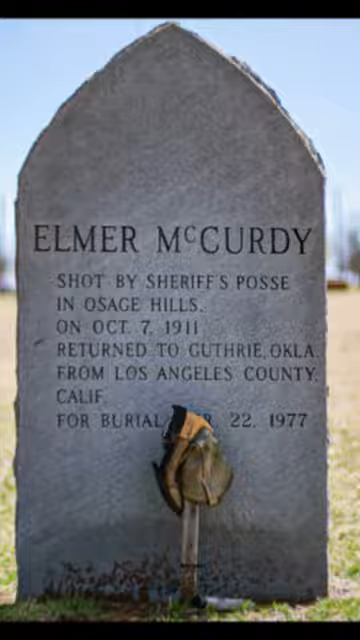 ELMER McCURDY
SHOT BY SHERIFF'S POSSE
IN OSAGE HILLS.
ON OCT. 7, 1911
RETURNED TO GUTHRIE, OKLA.
FROM LOS ANGELES COUNTY,
CALIF.
FOR BURIAL 22, 1977